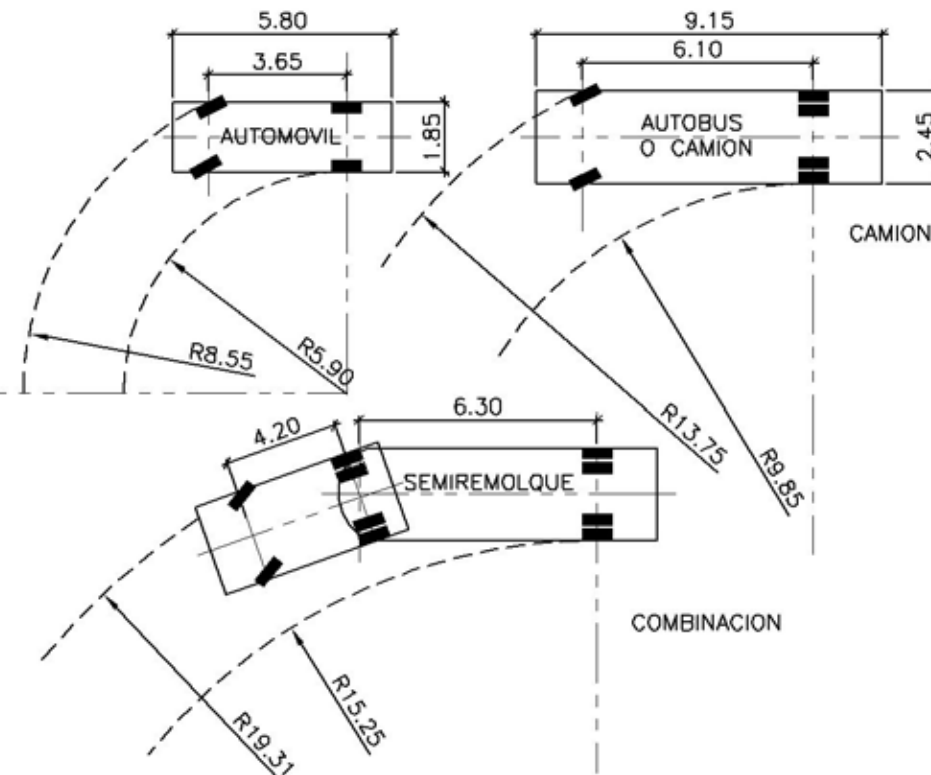 5.80
3.65
AUTOMOVIL
1.85
R8.55
R5.90
9.15
6.10
AUTOBUS
O CAMION
2.45
CAMION
R13.75
R9.85
6.30
4.20
SEMIREMOLQUE
COMBINACION
R19.31
R15.25